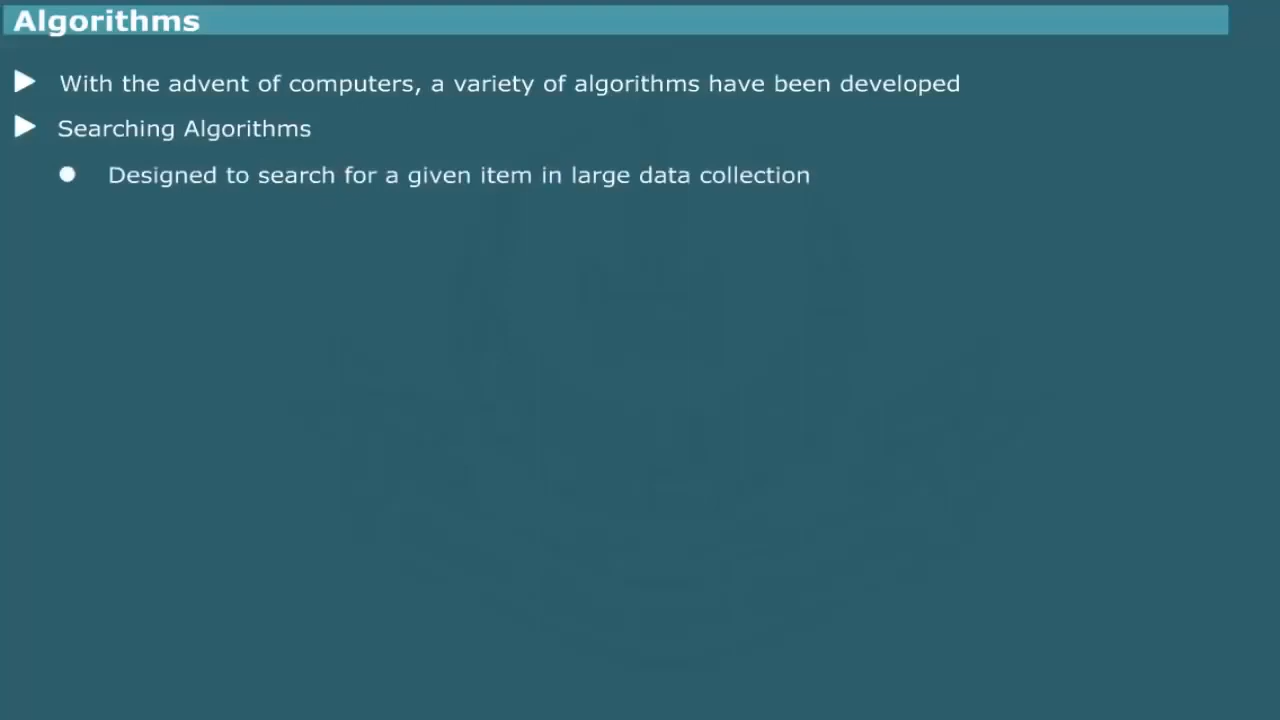 Algorithms
With the advent of computers, a variety of algorithms have been developed
Searching Algorithms
Designed to search for a given item in large data collection